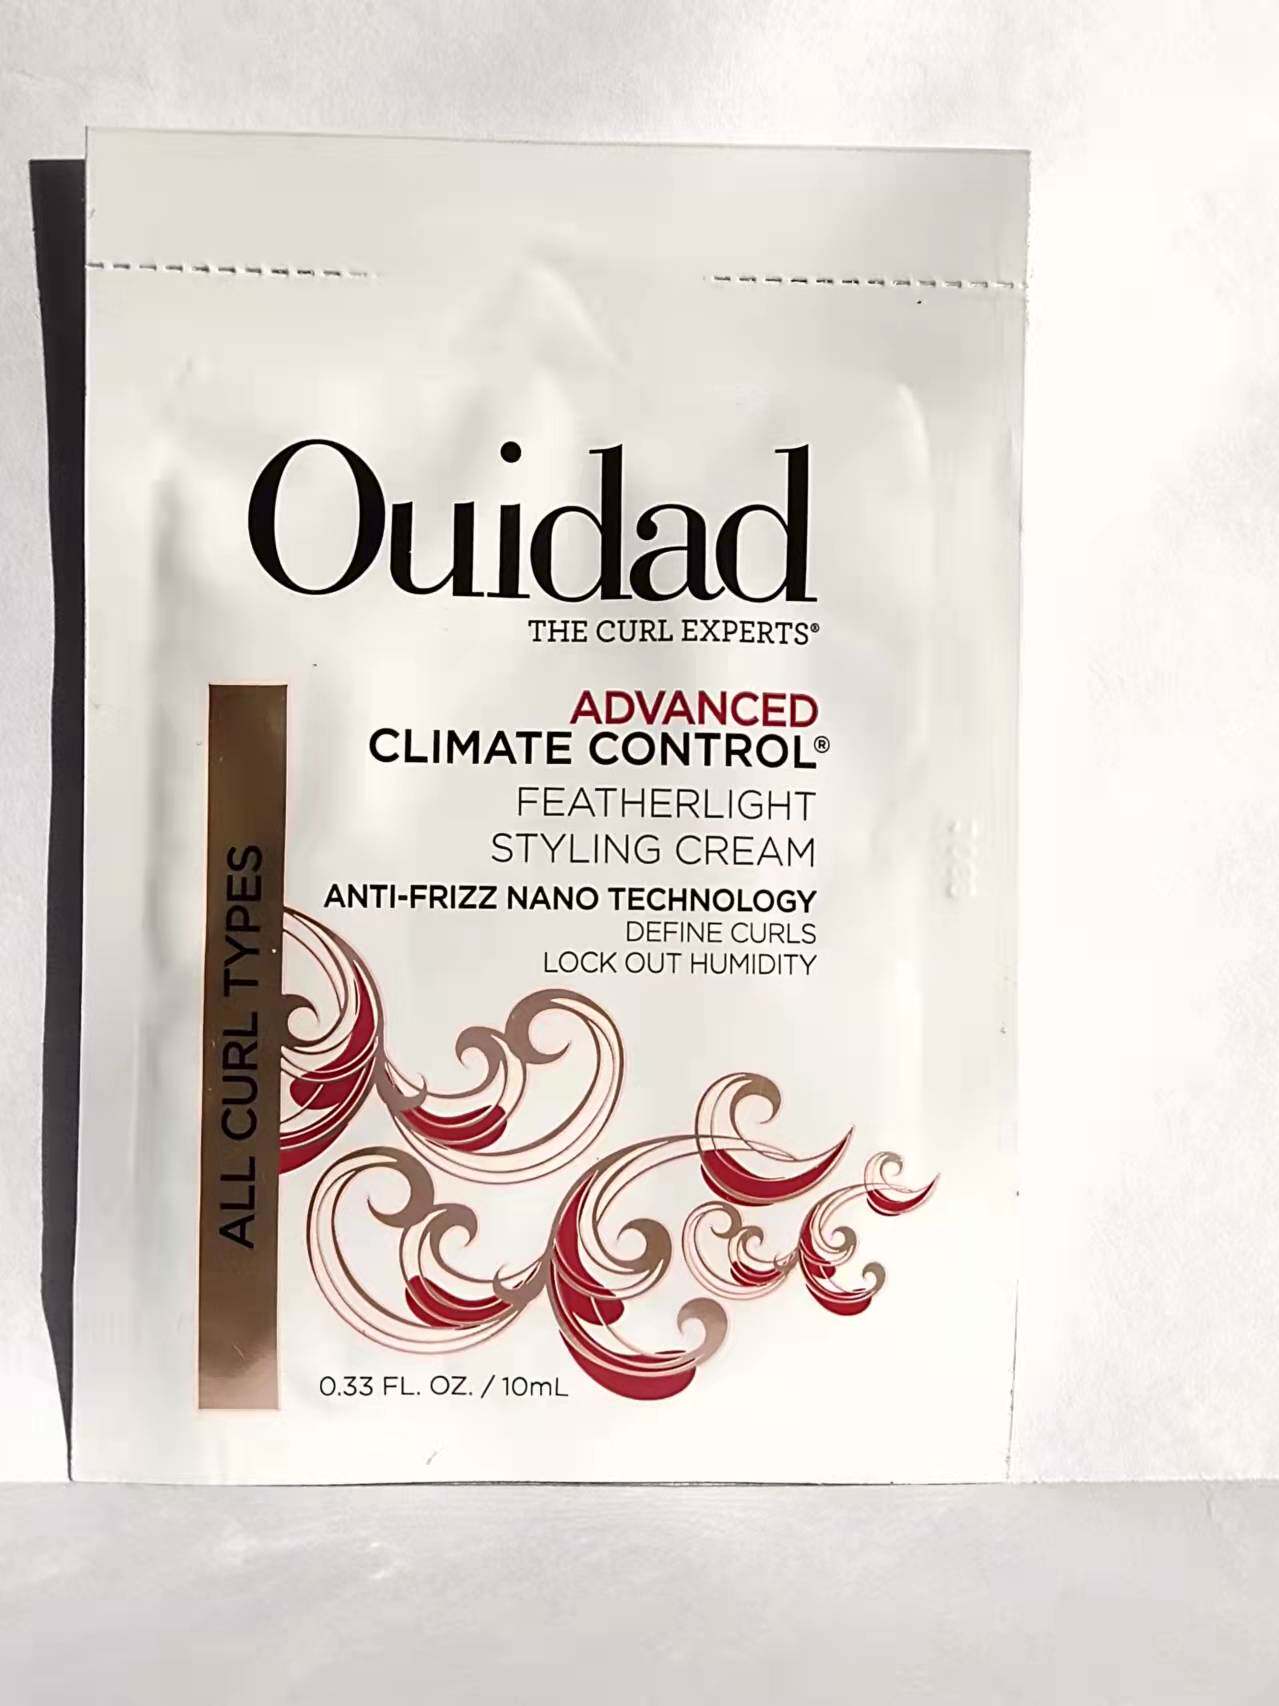 Ouidad
THE CURL EXPERTS®
ADVANCED
CLIMATE CONTROL®
FEATHERLIGHT
STYLING CREAM
ANTI-FRIZZ NANO TECHNOLOGY
DEFINE CURLS
LOCK OUT HUMIDITY
ALL CURL TYPES
0.33 FL. OZ. / 10mL